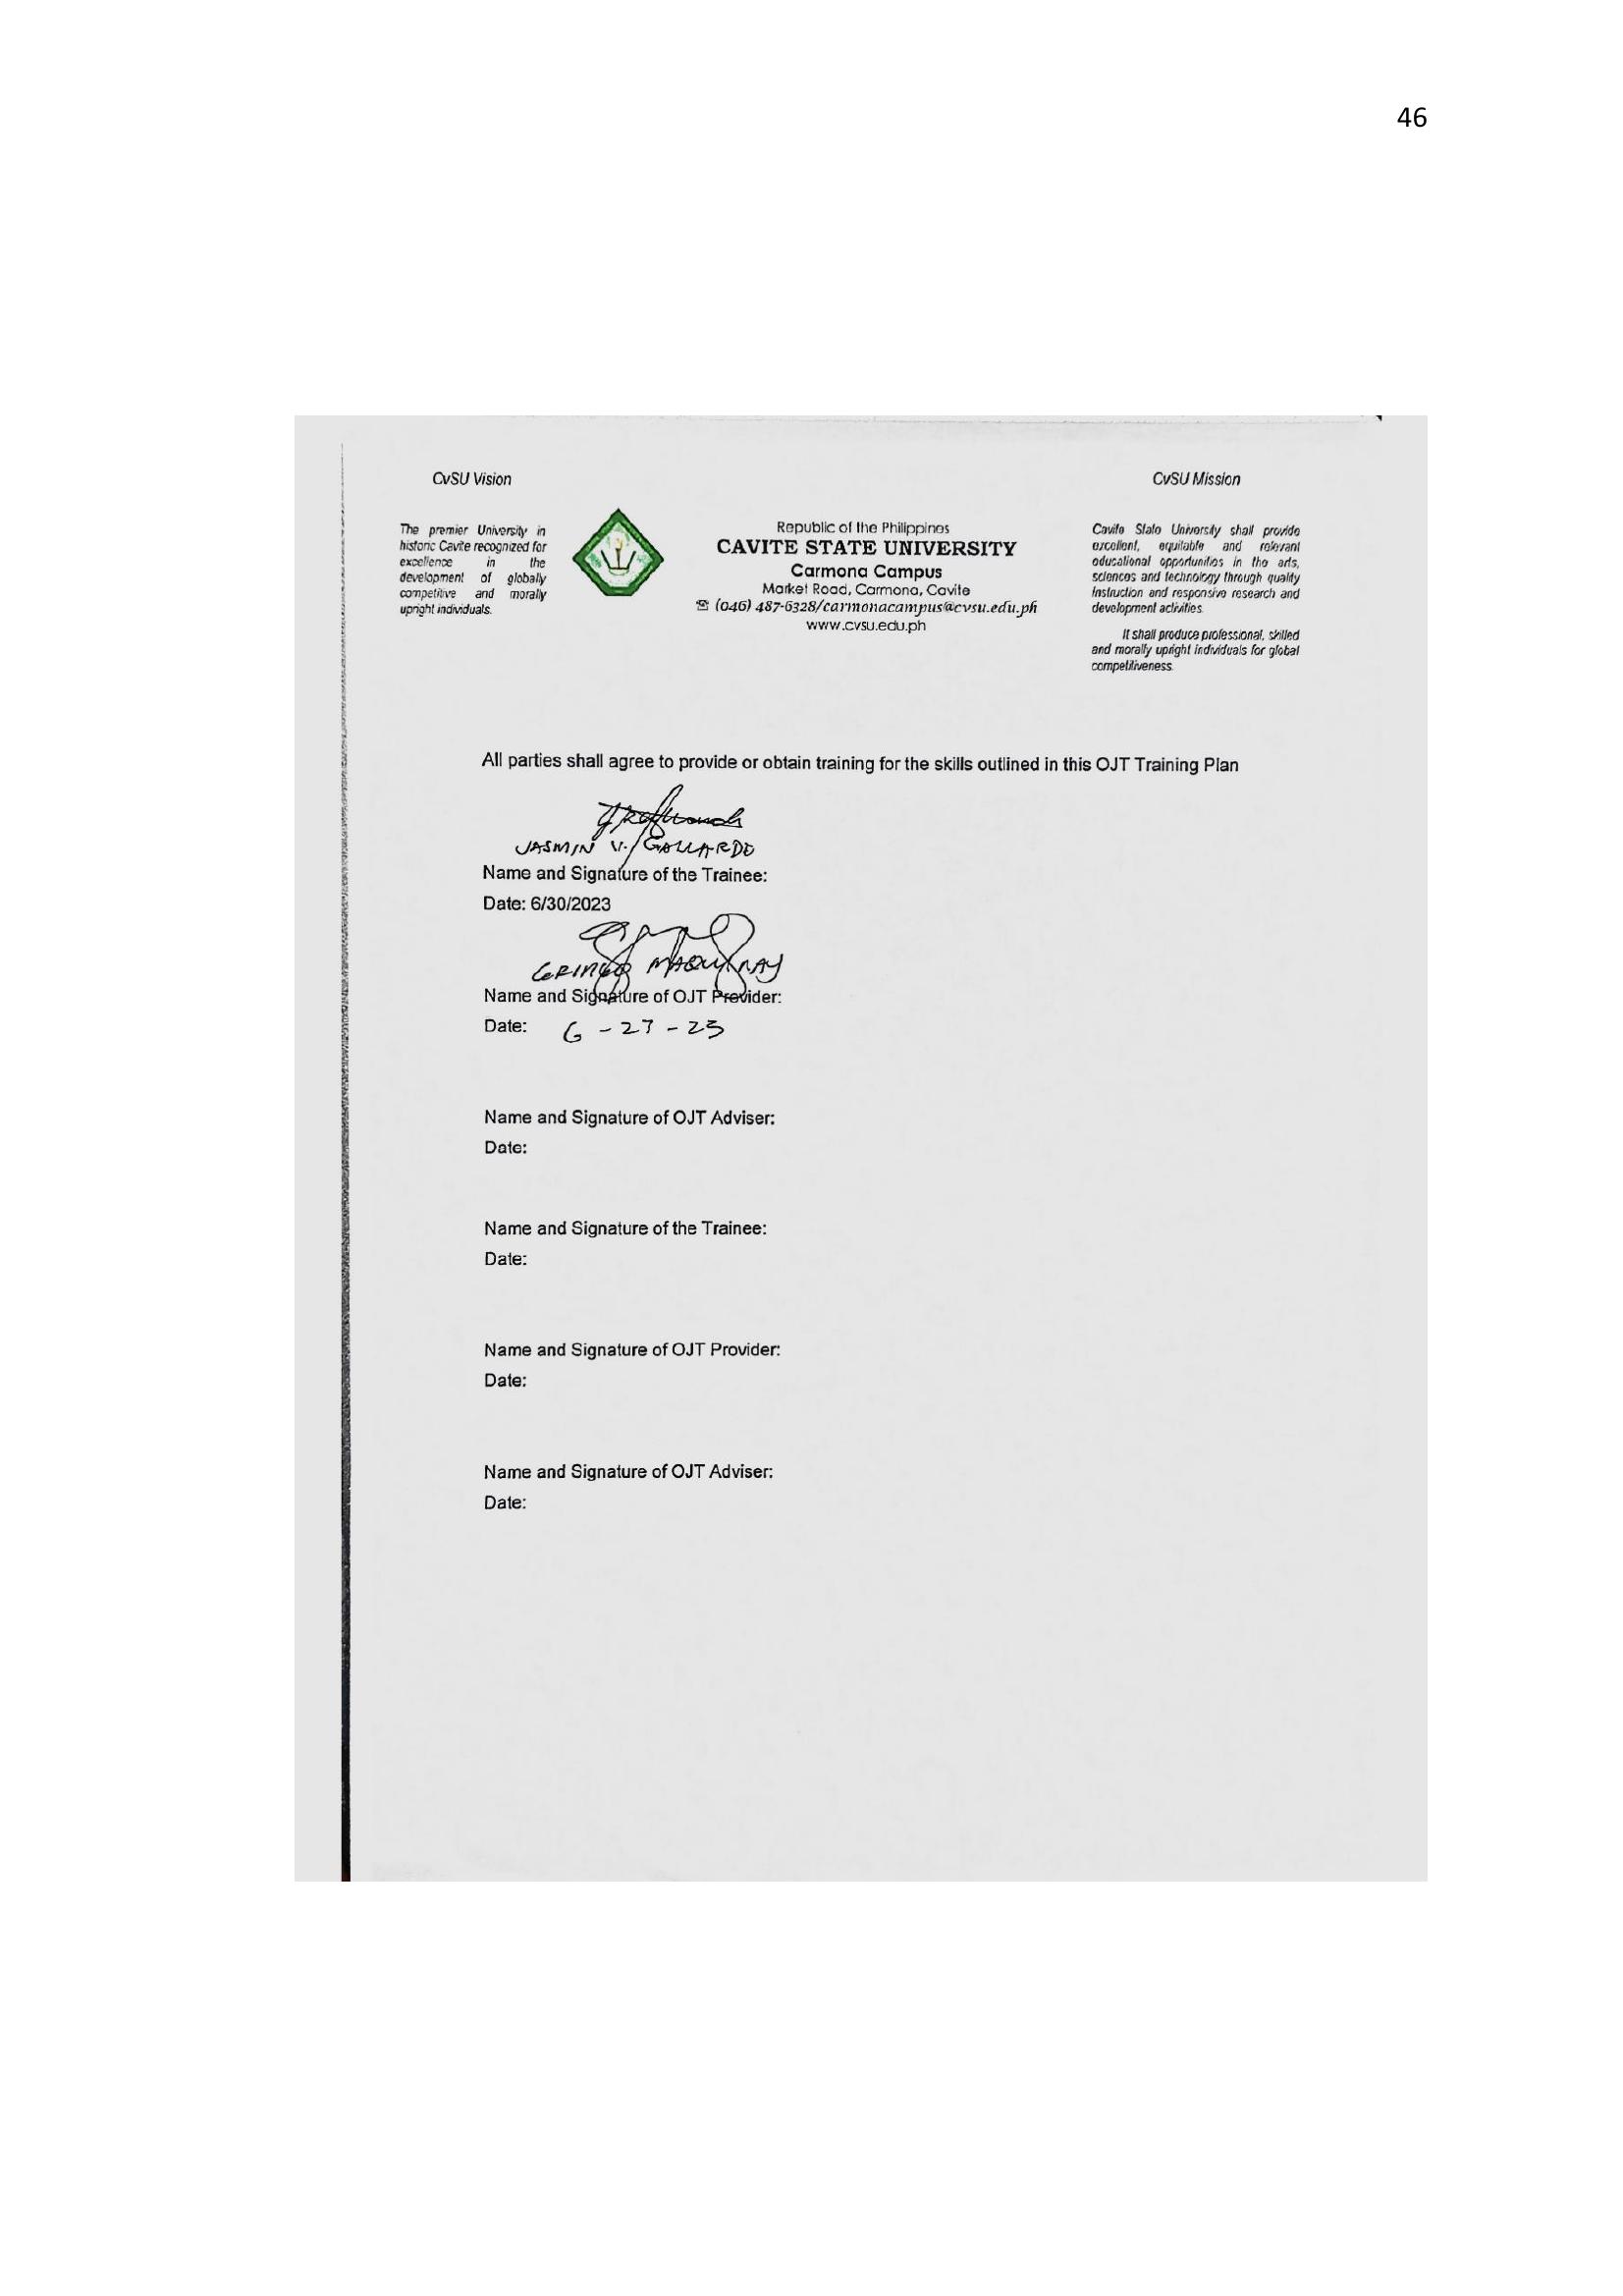 46
CvSU Vision
The premier University in
historic Cavite recognized for
excellence in the
development of globally
competitive and morally
upright individuals.
Republic of the Philippines
CAVITE STATE UNIVERSITY
Carmona Campus
Market Road, Carmona, Cavite
☏ (046) 487-6328/carmonacampus@cvsu.edu.ph
www.cvsu.edu.ph
CvSU Mission
Cavite State University shall provide
excellent, equitable and relevant
educational opportunities in the arts,
sciences and technology through quality
instruction and responsive research and
development activities.
It shall produce professional, skilled
and morally upright individuals for global
competitiveness.
All parties shall agree to provide or obtain training for the skills outlined in this OJT Training Plan
JASMIN V. GALLARDO
Name and Signature of the Trainee:
Date: 6/30/2023
Name and Signature of OJT Provider:
Date: 6-27-23
Name and Signature of OJT Adviser:
Date:
Name and Signature of the Trainee:
Date:
Name and Signature of OJT Provider:
Date:
Name and Signature of OJT Adviser:
Date: